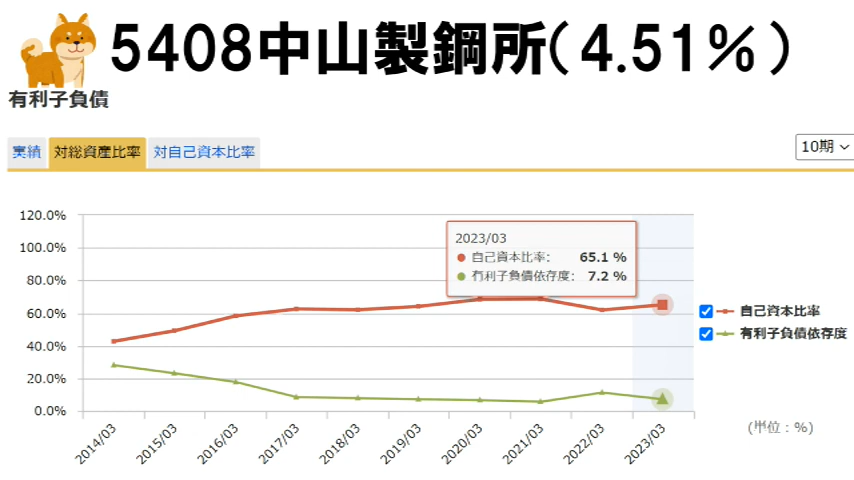 5408中山製鋼所(4.51%)
有利子負債
実績 対総資産比率 対自己資本比率
10期
120.0%
100.0%
80.0%
60.0%
40.0%
20.0%
0.0%
2023/03
自己資本比率: 65.1 %
有利子負債依存度: 7.2 %
自己資本比率
有利子負債依存度
2014/03 2015/03 2016/03 2017/03 2018/03 2019/03 2020/03 2021/03 2022/03 2023/03
(単位:%)